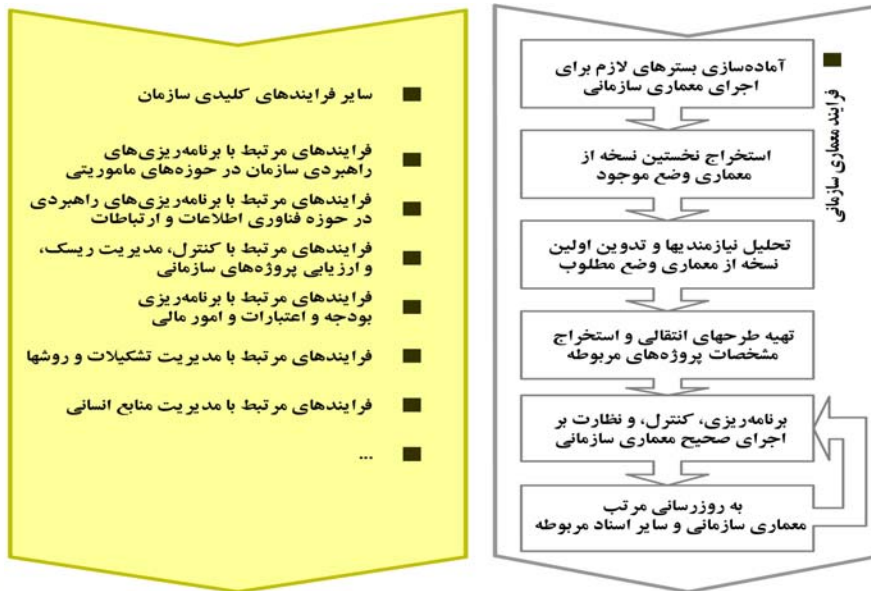 فرایند معماری سازمانی
آماده‌سازی بسترهای لازم برای
اجرای معماری سازمانی
استخراج نخستین نسخه از
معماری وضع موجود
تحلیل نیازمندیها و تدوین اولین
نسخه از معماری وضع مطلوب
تهیه طرحهای انتقالی و استخراج
مشخصات پروژه‌های مربوطه
برنامه‌ریزی، کنترل، و نظارت بر
اجرای صحیح معماری سازمانی
به روزرسانی مرتب
معماری سازمانی و سایر اسناد مربوطه
سایر فرایندهای کلیدی سازمان
فرایندهای مرتبط با برنامه‌ریزی‌های
راهبردی سازمان در حوزه‌های ماموریتی
فرایندهای مرتبط با برنامه‌ریزی‌های راهبردی
در حوزه فناوری اطلاعات و ارتباطات
فرایندهای مرتبط با کنترل، مدیریت ریسک،
و ارزیابی پروژه‌های سازمانی
فرایندهای مرتبط با برنامه‌ریزی
بودجه و اعتبارات و امور مالی
فرایندهای مرتبط با مدیریت تشکیلات و روشها
فرایندهای مرتبط با مدیریت منابع انسانی
...